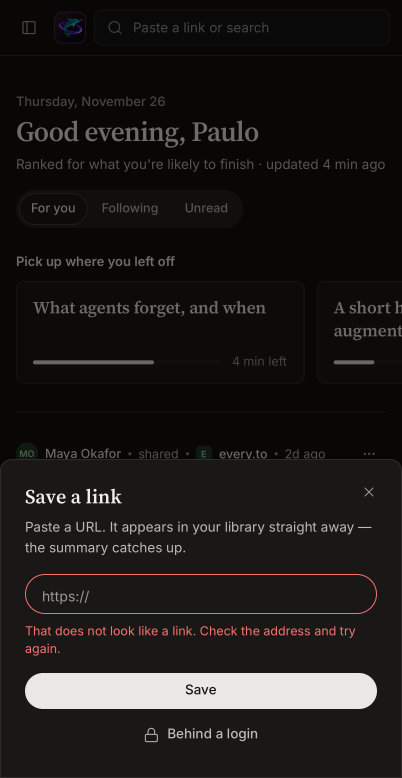 Paste a link or search
Thursday, November 26
Good evening, Paulo
Ranked for what you're likely to finish · updated 4 min ago
For you
Following
Unread
Pick up where you left off
What agents forget, and when
4 min left
A short h
augment
MO Maya Okafor • shared • E every.to • 2d ago
Save a link
Paste a URL. It appears in your library straight away —
the summary catches up.
https://
That does not look like a link. Check the address and try
again.
Save
Behind a login